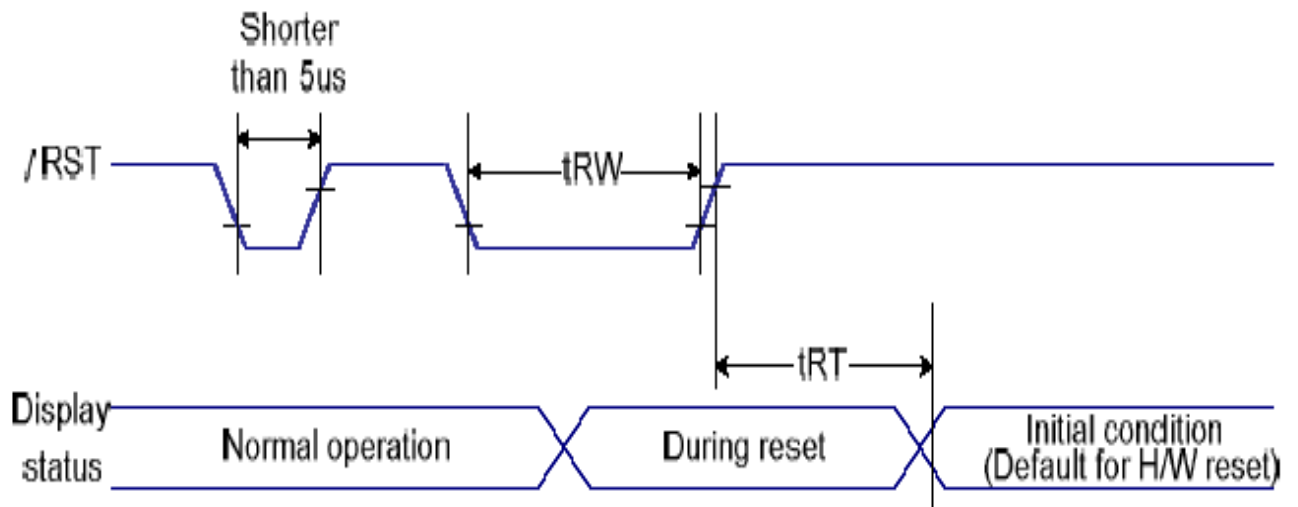 Shorter
than 5us
/RST
tRW
tRT
Display
status
Normal operation
During reset
Initial condition
(Default for H/W reset)